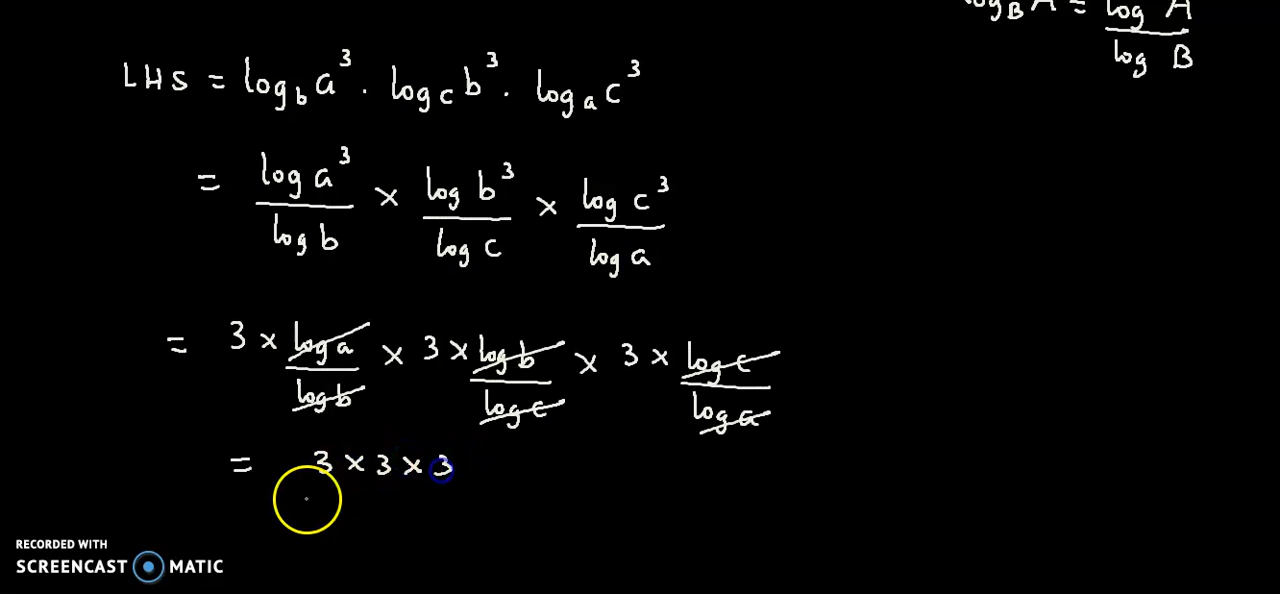 log_B A = log A / log B
LHS = log_b a³ . log_c b³ . log_a c³
= log a³ / log b × log b³ / log c × log c³ / log a
= 3 × log a / log b × 3 × log b / log c × 3 × log c / log a
= 3 × 3 × 3
RECORDED WITH
SCREENCAST MATIC